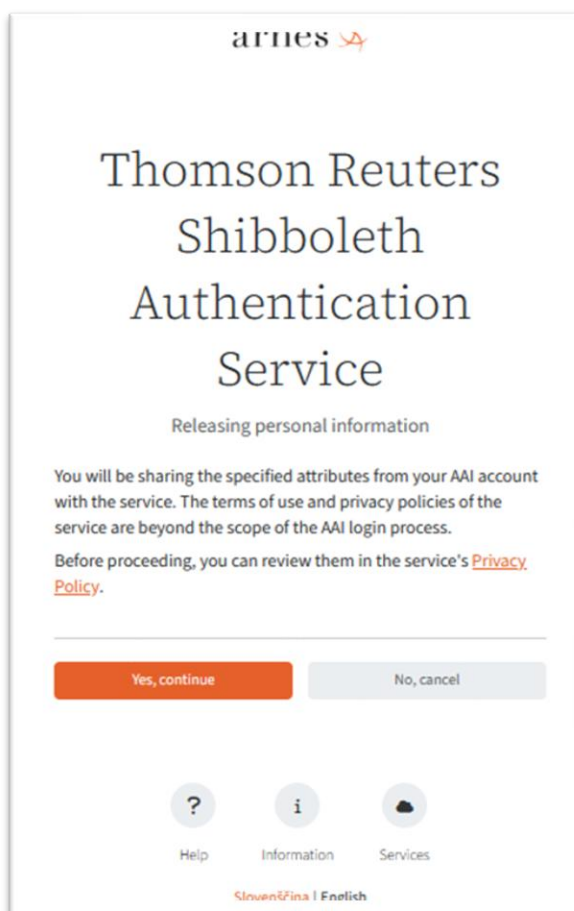 arnes
Thomson Reuters
Shibboleth
Authentication
Service
Releasing personal information
You will be sharing the specified attributes from your AAI account
with the service. The terms of use and privacy policies of the
service are beyond the scope of the AAI login process.
Before proceeding, you can review them in the service's Privacy
Policy.
Yes, continue
No, cancel
?
i
Help
Information
Services
Slovenščina | English